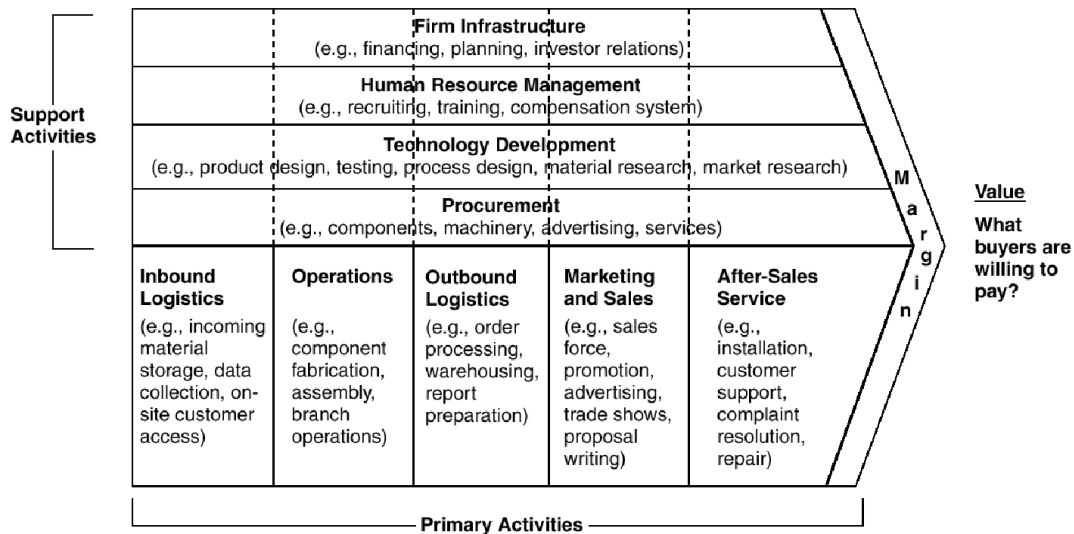 Firm Infrastructure
(e.g., financing, planning, investor relations)
Human Resource Management
(e.g., recruiting, training, compensation system)
Support
Activities
Technology Development
(e.g., product design, testing, process design, material research, market research)
Procurement
(e.g., components, machinery, advertising, services)
Margin
Value
What
buyers are
willing to
pay?
Inbound
Logistics
(e.g., incoming
material
storage, data
collection, on-
site customer
access)
Operations
(e.g.,
component
fabrication,
assembly,
branch
operations)
Outbound
Logistics
(e.g., order
processing,
warehousing,
report
preparation)
Marketing
and Sales
(e.g., sales
force,
promotion,
advertising,
trade shows,
proposal
writing)
After-Sales
Service
(e.g.,
installation,
customer
support,
complaint
resolution,
repair)
Primary Activities